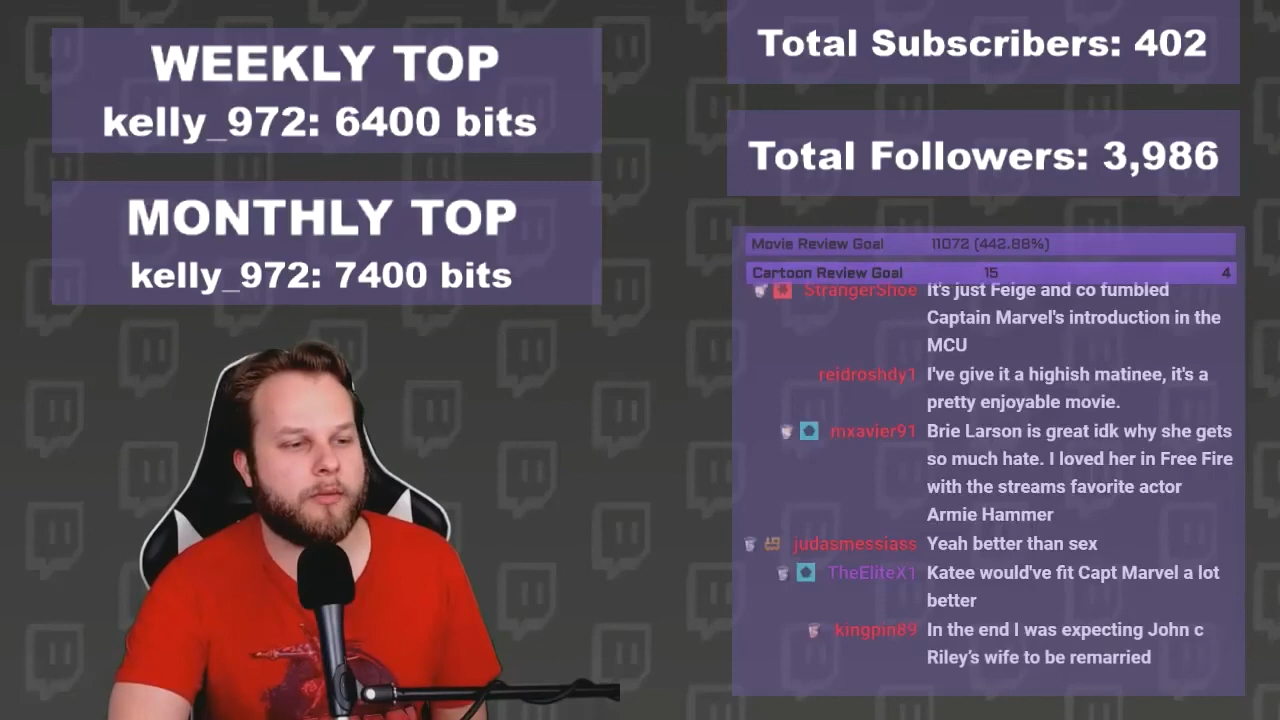 WEEKLY TOP
kelly_972: 6400 bits
MONTHLY TOP
kelly_972: 7400 bits
Total Subscribers: 402
Total Followers: 3,986
Movie Review Goal 11072 (442.88%)
Cartoon Review Goal 15 4
StrangerShoe It's just Feige and co fumbled
Captain Marvel's introduction in the
MCU
reidroshdy1 I've give it a highish matinee, it's a
pretty enjoyable movie.
mxavier91 Brie Larson is great idk why she gets
so much hate. I loved her in Free Fire
with the streams favorite actor
Armie Hammer
judasmessiass Yeah better than sex
TheEliteX1 Katee would've fit Capt Marvel a lot
better
kingpin89 In the end I was expecting John c
Riley's wife to be remarried